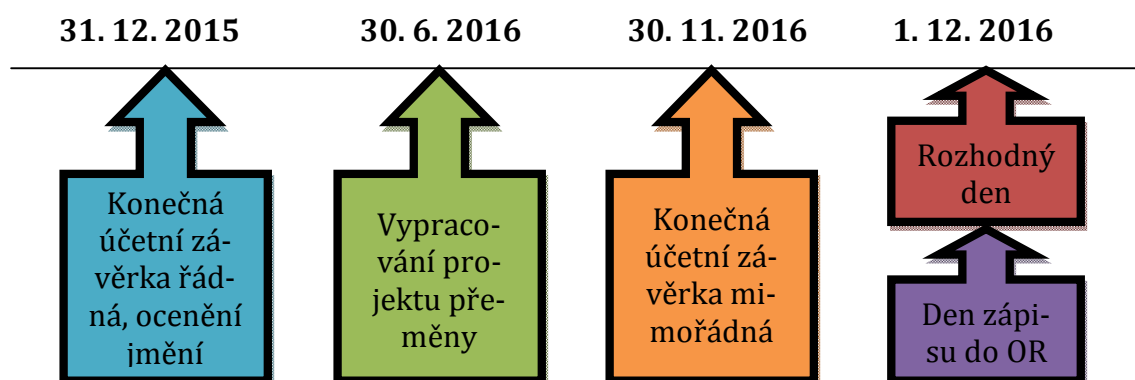 31. 12. 2015
30. 6. 2016
30. 11. 2016
1. 12. 2016
Konečná
účetní zá-
věrka řád-
ná, ocenění
jmění
Vypraco-
vání pro-
jektu pře-
měny
Konečná
účetní zá-
věrka mi-
mořádná
Rozhodný
den
Den zápi-
su do OR